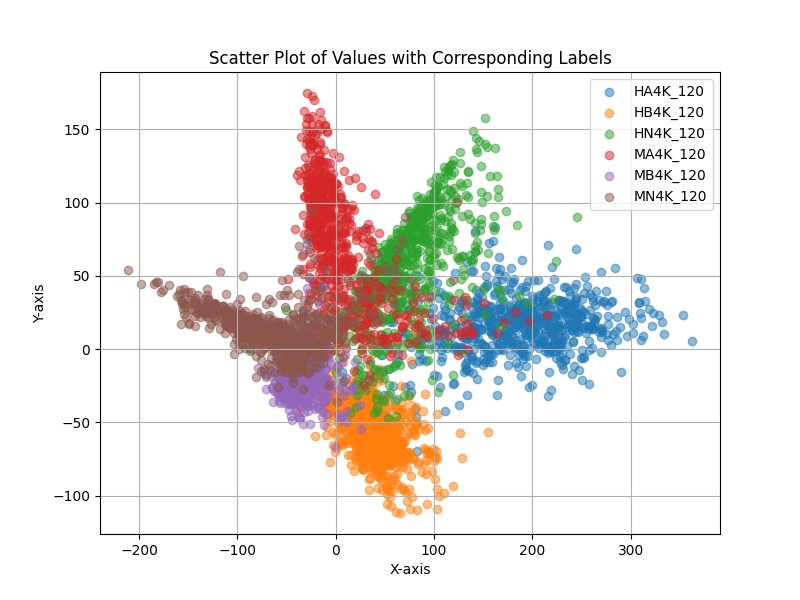 Scatter Plot of Values with Corresponding Labels
HA4K_120
HB4K_120
HN4K_120
MA4K_120
MB4K_120
MN4K_120
150
100
50
0
−50
−100
Y-axis
−200 −100 0 100 200 300
X-axis